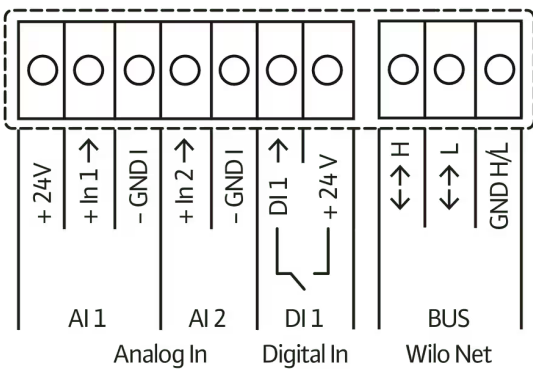 + 24V
+ In 1 →
– GND I
+ In 2 →
– GND I
DI 1 →
+ 24 V
↔ H
↔ L
GND H/L
AI 1 AI 2 DI 1 BUS
Analog In Digital In Wilo Net